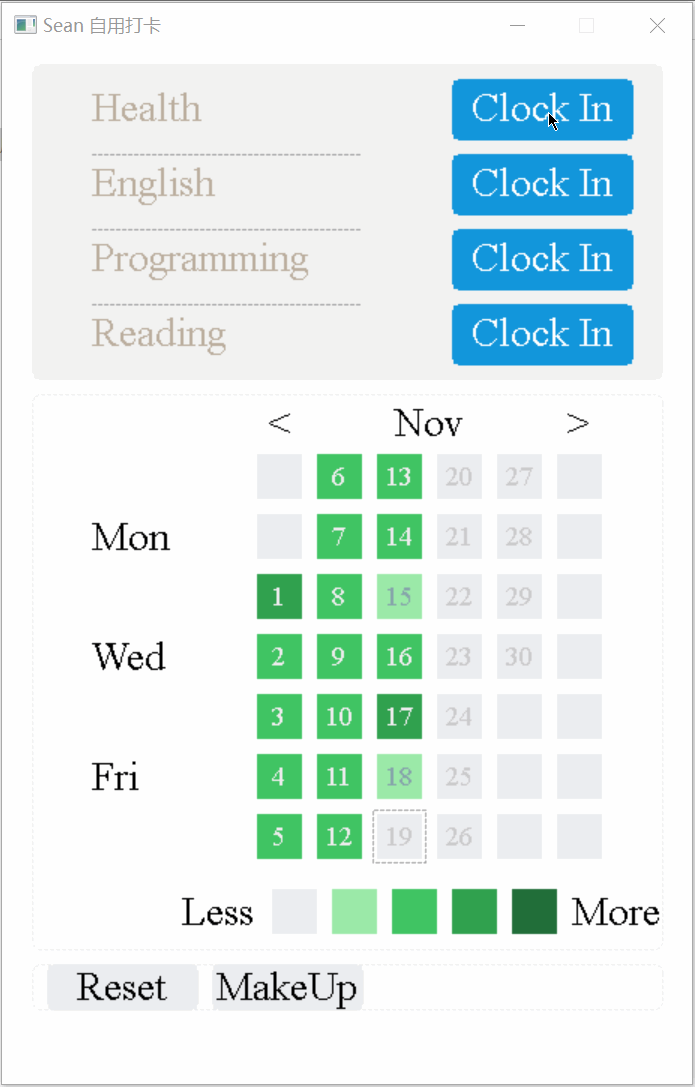 Sean 自用打卡
Health Clock In
English Clock In
Programming Clock In
Reading Clock In
< Nov >
6 13 20 27
Mon 7 14 21 28
1 8 15 22 29
Wed 2 9 16 23 30
3 10 17 24
Fri 4 11 18 25
5 12 19 26
Less More
Reset MakeUp